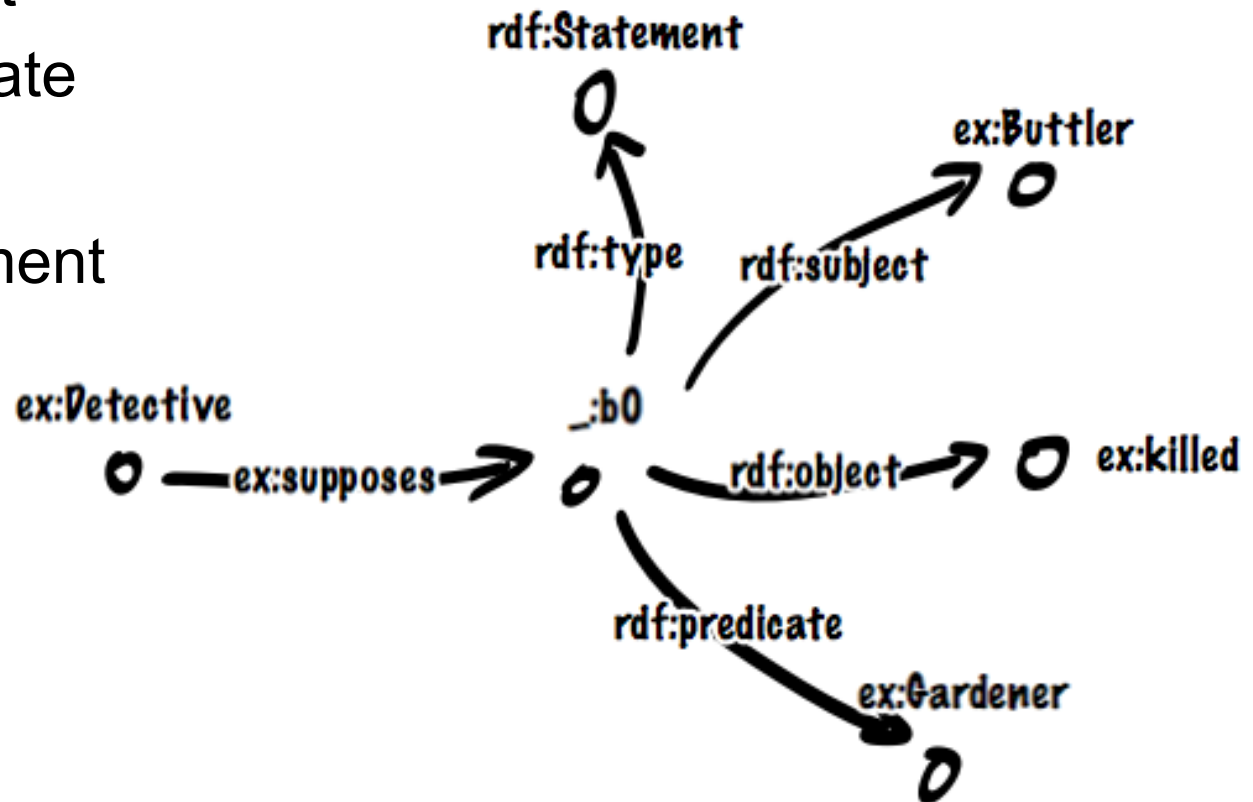 t
ate
ment
rdf:Statement
ex:Buttler
rdf:type
rdf:subject
ex:Detective
_:b0
ex:supposes
rdf:object
ex:killed
rdf:predicate
ex:Gardener